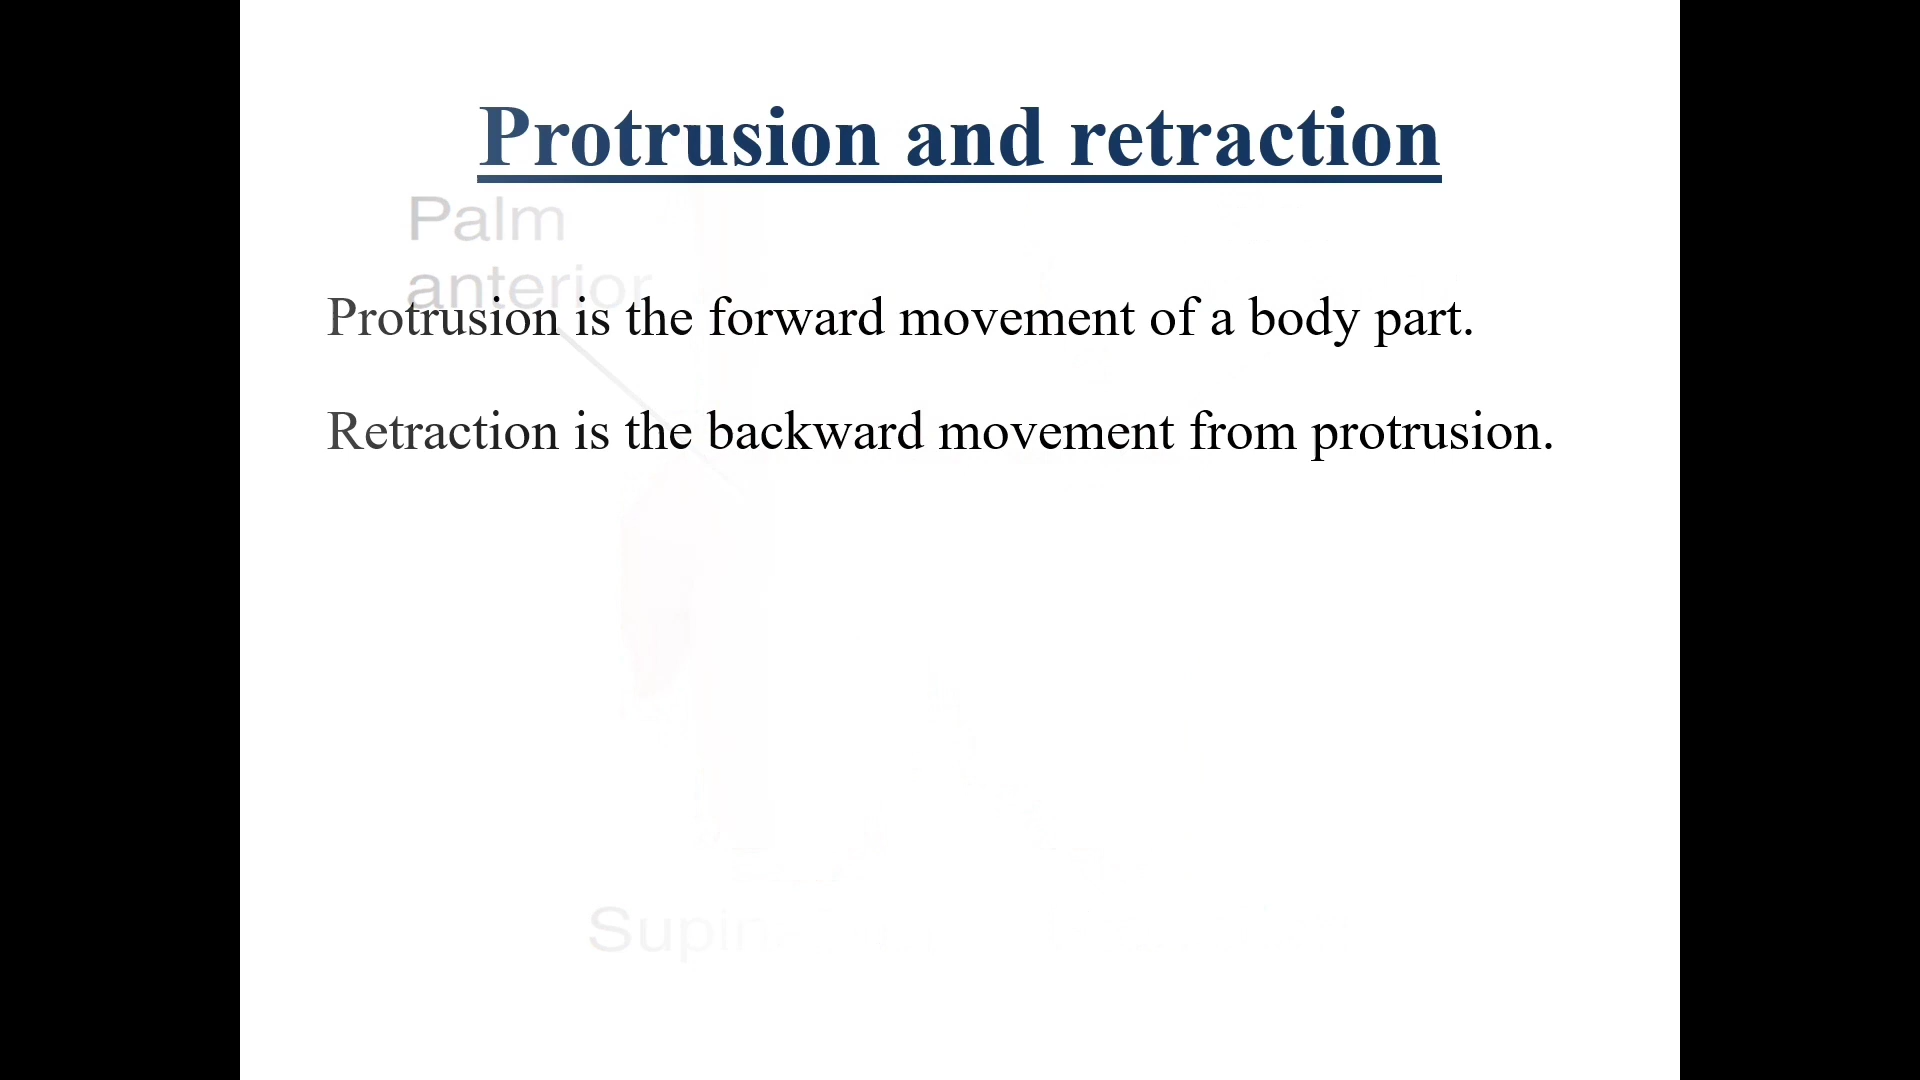 Protrusion and retraction
Palm
anterior
Protrusion is the forward movement of a body part.
Retraction is the backward movement from protrusion.